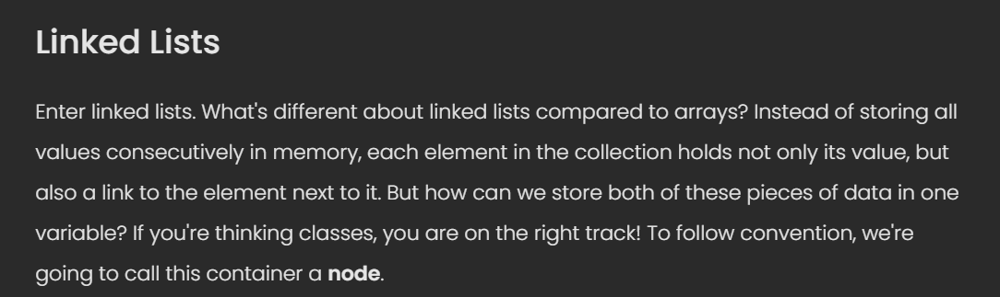 Linked Lists
Enter linked lists. What's different about linked lists compared to arrays? Instead of storing all
values consecutively in memory, each element in the collection holds not only its value, but
also a link to the element next to it. But how can we store both of these pieces of data in one
variable? If you're thinking classes, you are on the right track! To follow convention, we're
going to call this container a node.